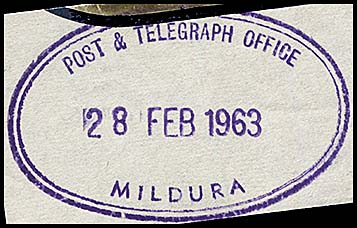 POST & TELEGRAPH OFFICE
28 FEB 1963
MILDURA